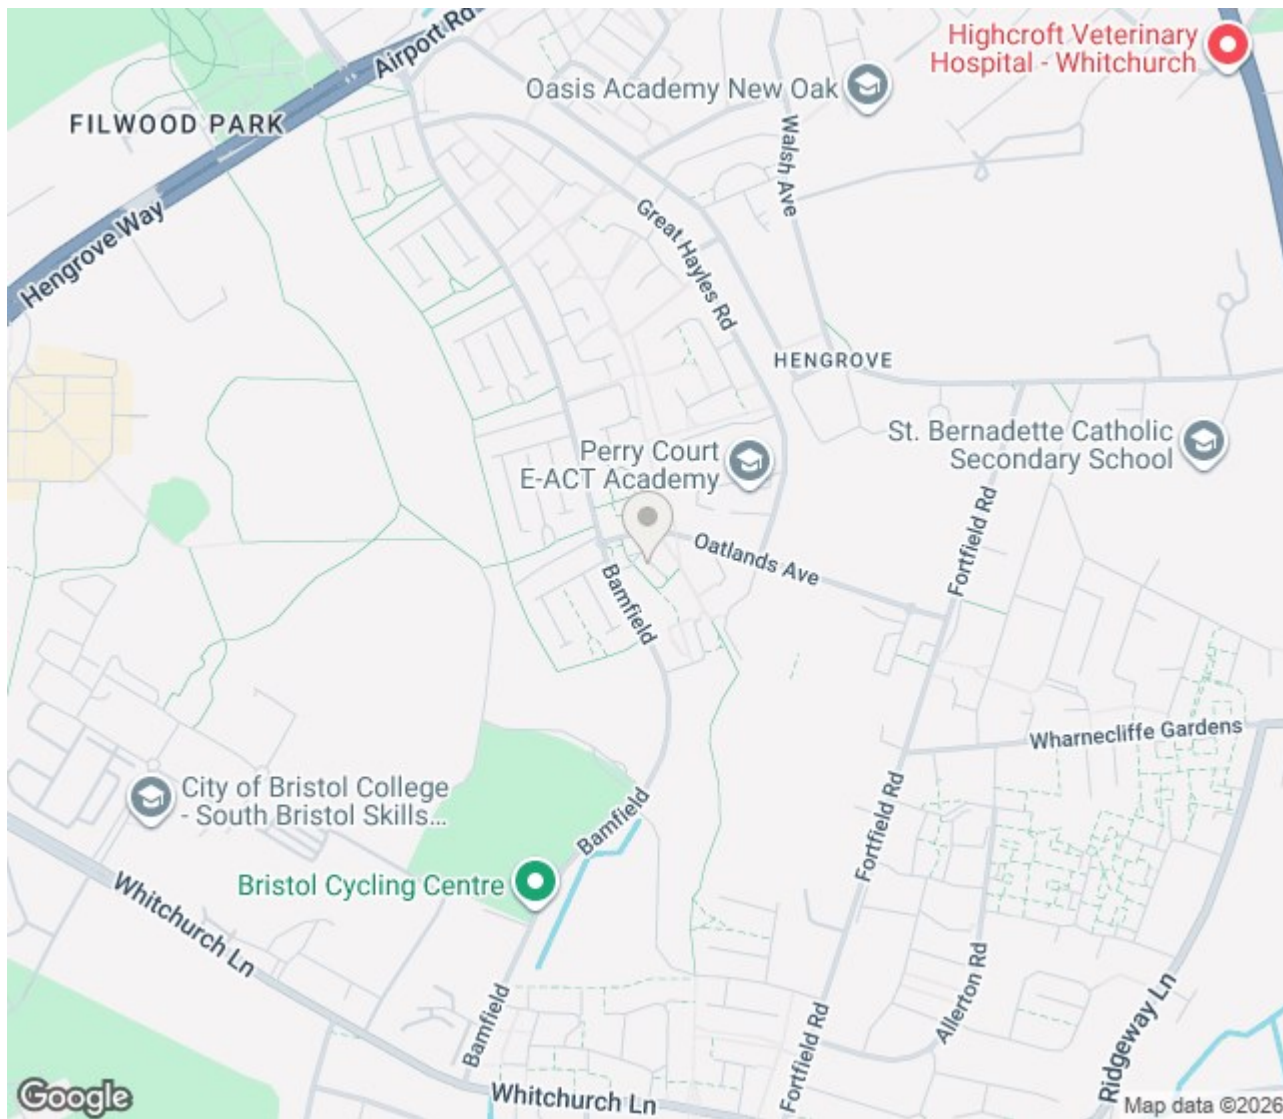 Airport Rd
Highcroft Veterinary
Hospital - Whitchurch
Oasis Academy New Oak
FILWOOD PARK
Walsh Ave
Hengrove Way
Great Hayles Rd
HENGROVE
St. Bernadette Catholic
Secondary School
Perry Court
E-ACT Academy
Fortfield Rd
Oatlands Ave
Bamfield
Wharnecliffe Gardens
City of Bristol College
- South Bristol Skills...
Fortfield Rd
Bamfield
Bristol Cycling Centre
Whitchurch Ln
Allerton Rd
Bamfield
Fortfield Rd
Ridgeway Ln
Whitchurch Ln
Google
Map data ©2026